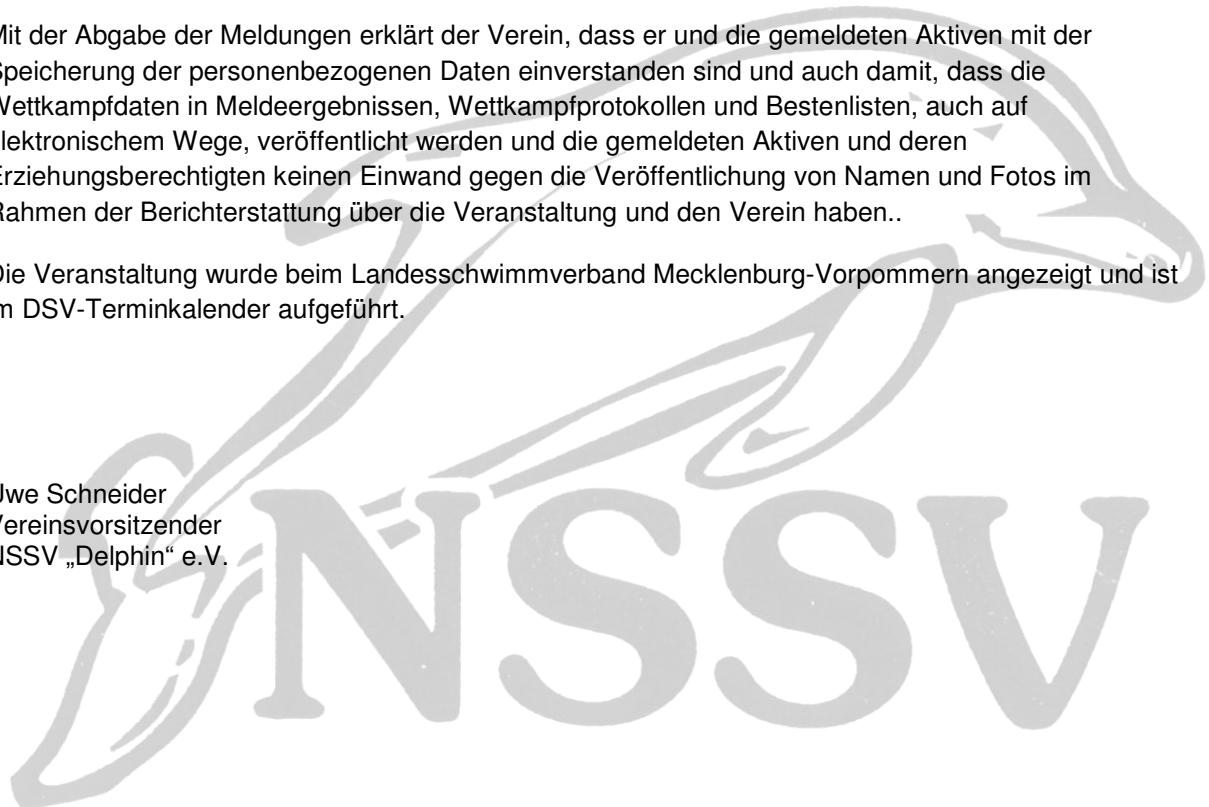 Mit der Abgabe der Meldungen erklärt der Verein, dass er und die gemeldeten Aktiven mit der
Speicherung der personenbezogenen Daten einverstanden sind und auch damit, dass die
Wettkampfdaten in Meldeergebnissen, Wettkampfprotokollen und Bestenlisten, auch auf
elektronischem Wege, veröffentlicht werden und die gemeldeten Aktiven und deren
Erziehungsberechtigten keinen Einwand gegen die Veröffentlichung von Namen und Fotos im
Rahmen der Berichterstattung über die Veranstaltung und den Verein haben..
Die Veranstaltung wurde beim Landesschwimmverband Mecklenburg-Vorpommern angezeigt und ist
im DSV-Terminkalender aufgeführt.
Uwe Schneider
Vereinsvorsitzender
NSSV „Delphin“ e.V.
NSSV